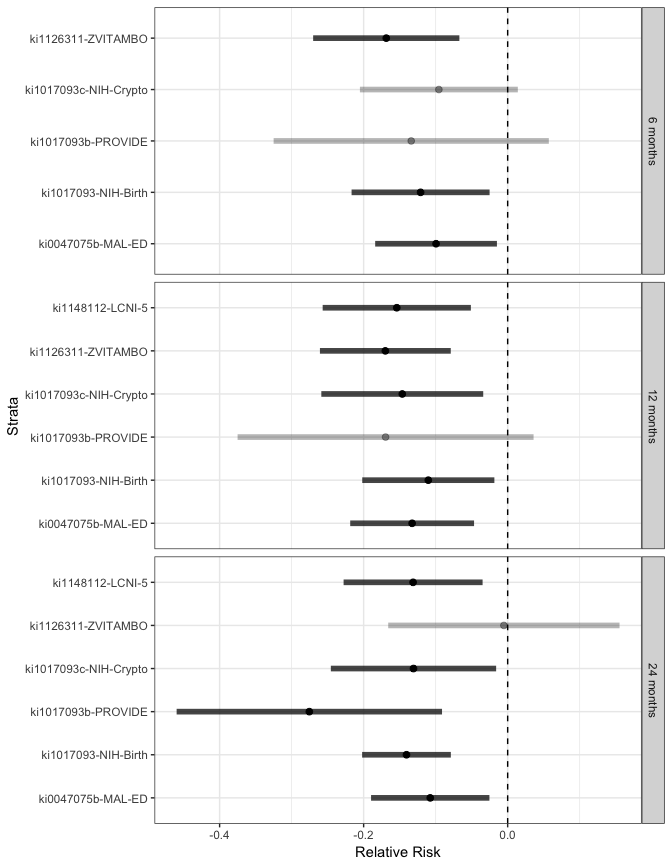 ki1126311-ZVITAMBO
ki1017093c-NIH-Crypto
ki1017093b-PROVIDE
ki1017093-NIH-Birth
ki0047075b-MAL-ED
6 months
ki1148112-LCNI-5
ki1126311-ZVITAMBO
ki1017093c-NIH-Crypto
ki1017093b-PROVIDE
ki1017093-NIH-Birth
ki0047075b-MAL-ED
12 months
Strata
ki1148112-LCNI-5
ki1126311-ZVITAMBO
ki1017093c-NIH-Crypto
ki1017093b-PROVIDE
ki1017093-NIH-Birth
ki0047075b-MAL-ED
24 months
-0.4 -0.2 0.0
Relative Risk